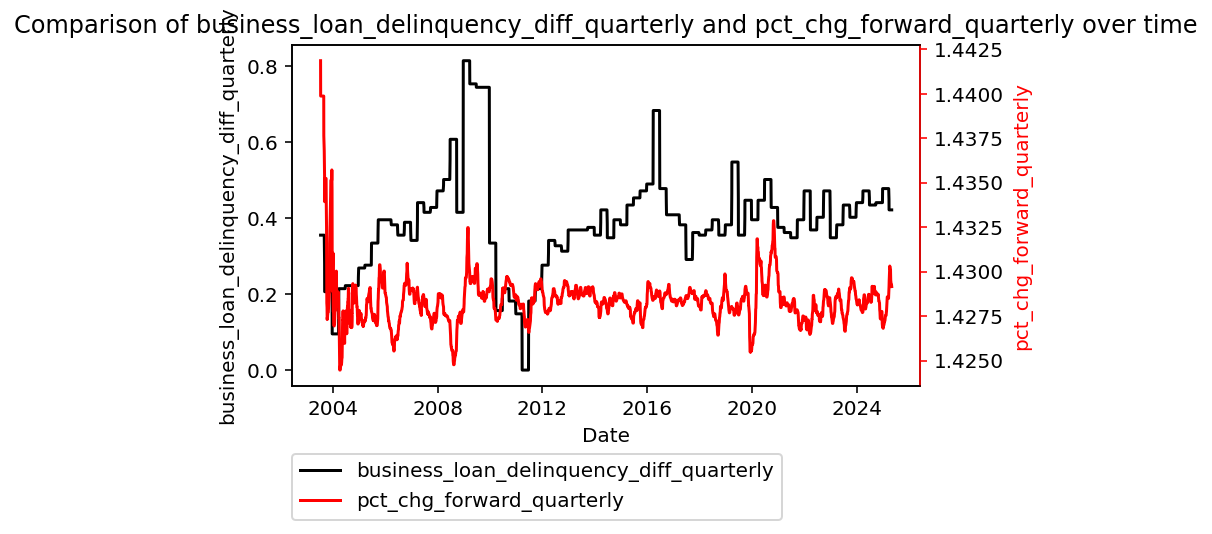 Comparison of business_loan_delinquency_diff_quarterly and pct_chg_forward_quarterly over time
business_loan_delinquency_diff_quarterly
0.8
0.6
0.4
0.2
0.0
1.4425
1.4400
1.4375
1.4350
1.4325
1.4300
1.4275
1.4250
pct_chg_forward_quarterly
2004 2008 2012 2016 2020 2024
Date
business_loan_delinquency_diff_quarterly
pct_chg_forward_quarterly